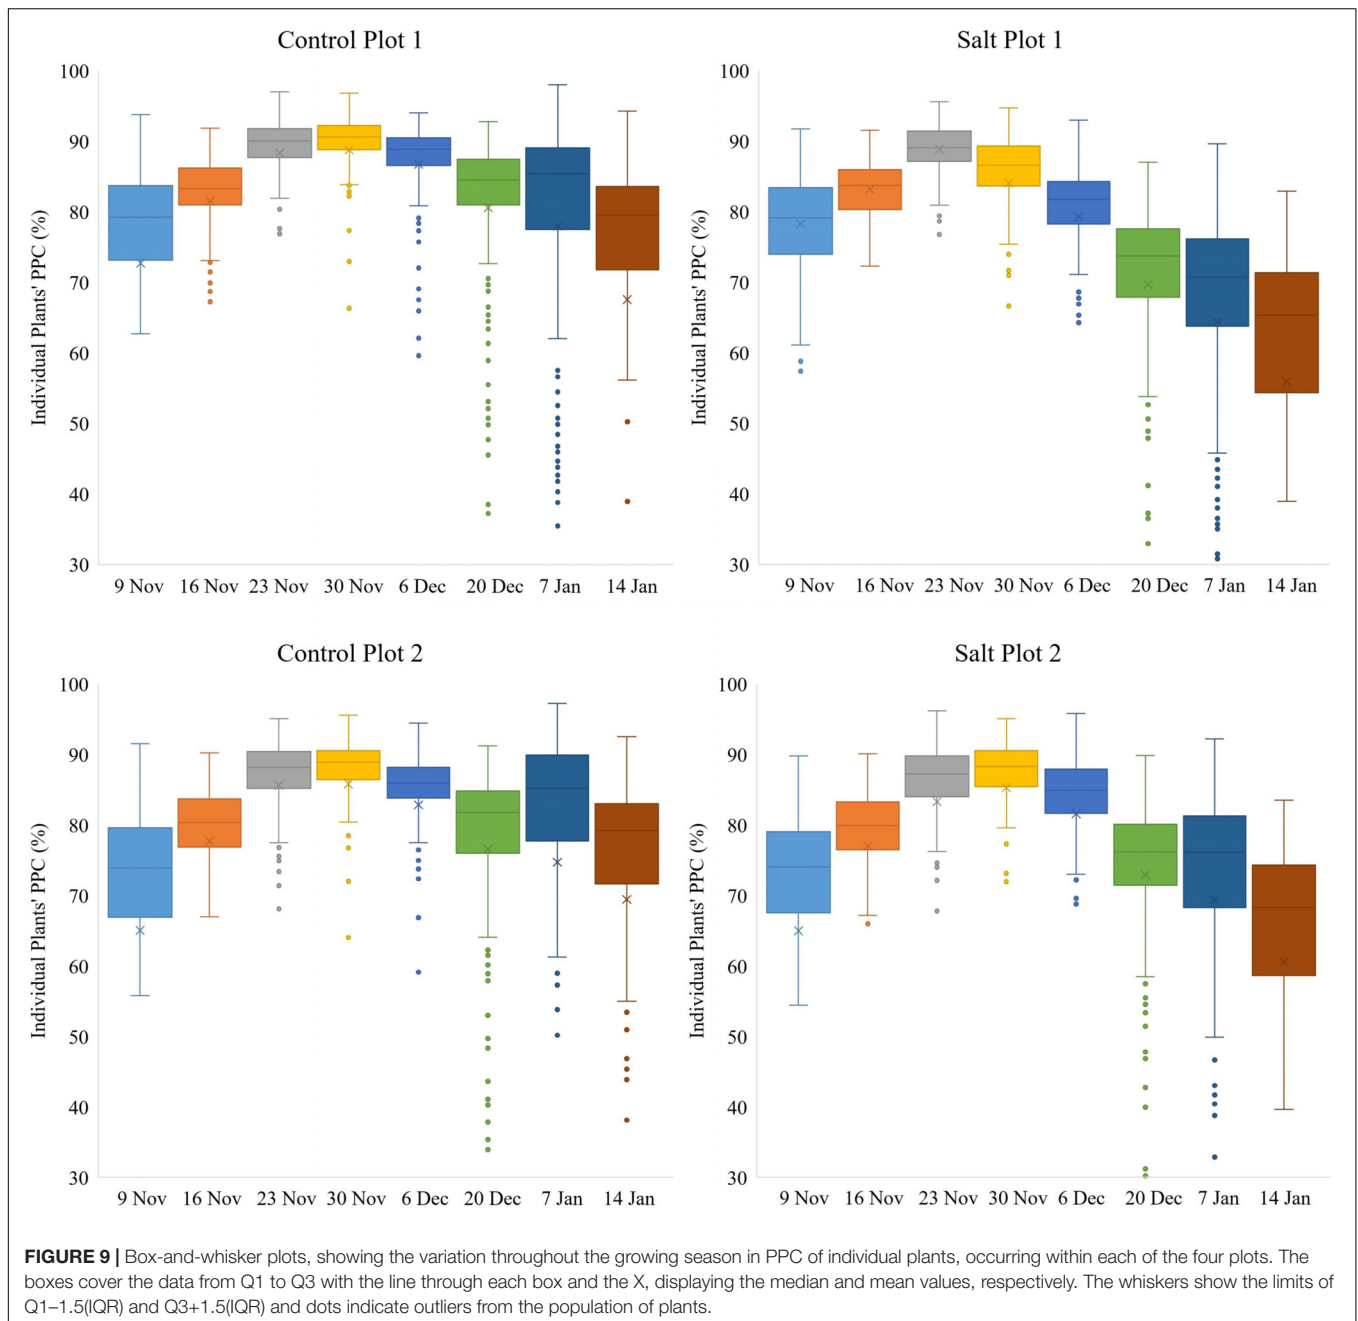 Control Plot 1
Individual Plants' PPC (%)
100
90
80
70
60
50
40
30
9 Nov 16 Nov 23 Nov 30 Nov 6 Dec 20 Dec 7 Jan 14 Jan
Salt Plot 1
Individual Plants' PPC (%)
100
90
80
70
60
50
40
30
9 Nov 16 Nov 23 Nov 30 Nov 6 Dec 20 Dec 7 Jan 14 Jan
Control Plot 2
Individual Plants' PPC (%)
100
90
80
70
60
50
40
30
9 Nov 16 Nov 23 Nov 30 Nov 6 Dec 20 Dec 7 Jan 14 Jan
Salt Plot 2
Individual Plants' PPC (%)
100
90
80
70
60
50
40
30
9 Nov 16 Nov 23 Nov 30 Nov 6 Dec 20 Dec 7 Jan 14 Jan
FIGURE 9 | Box-and-whisker plots, showing the variation throughout the growing season in PPC of individual plants, occurring within each of the four plots. The
boxes cover the data from Q1 to Q3 with the line through each box and the X, displaying the median and mean values, respectively. The whiskers show the limits of
Q1–1.5(IQR) and Q3+1.5(IQR) and dots indicate outliers from the population of plants.